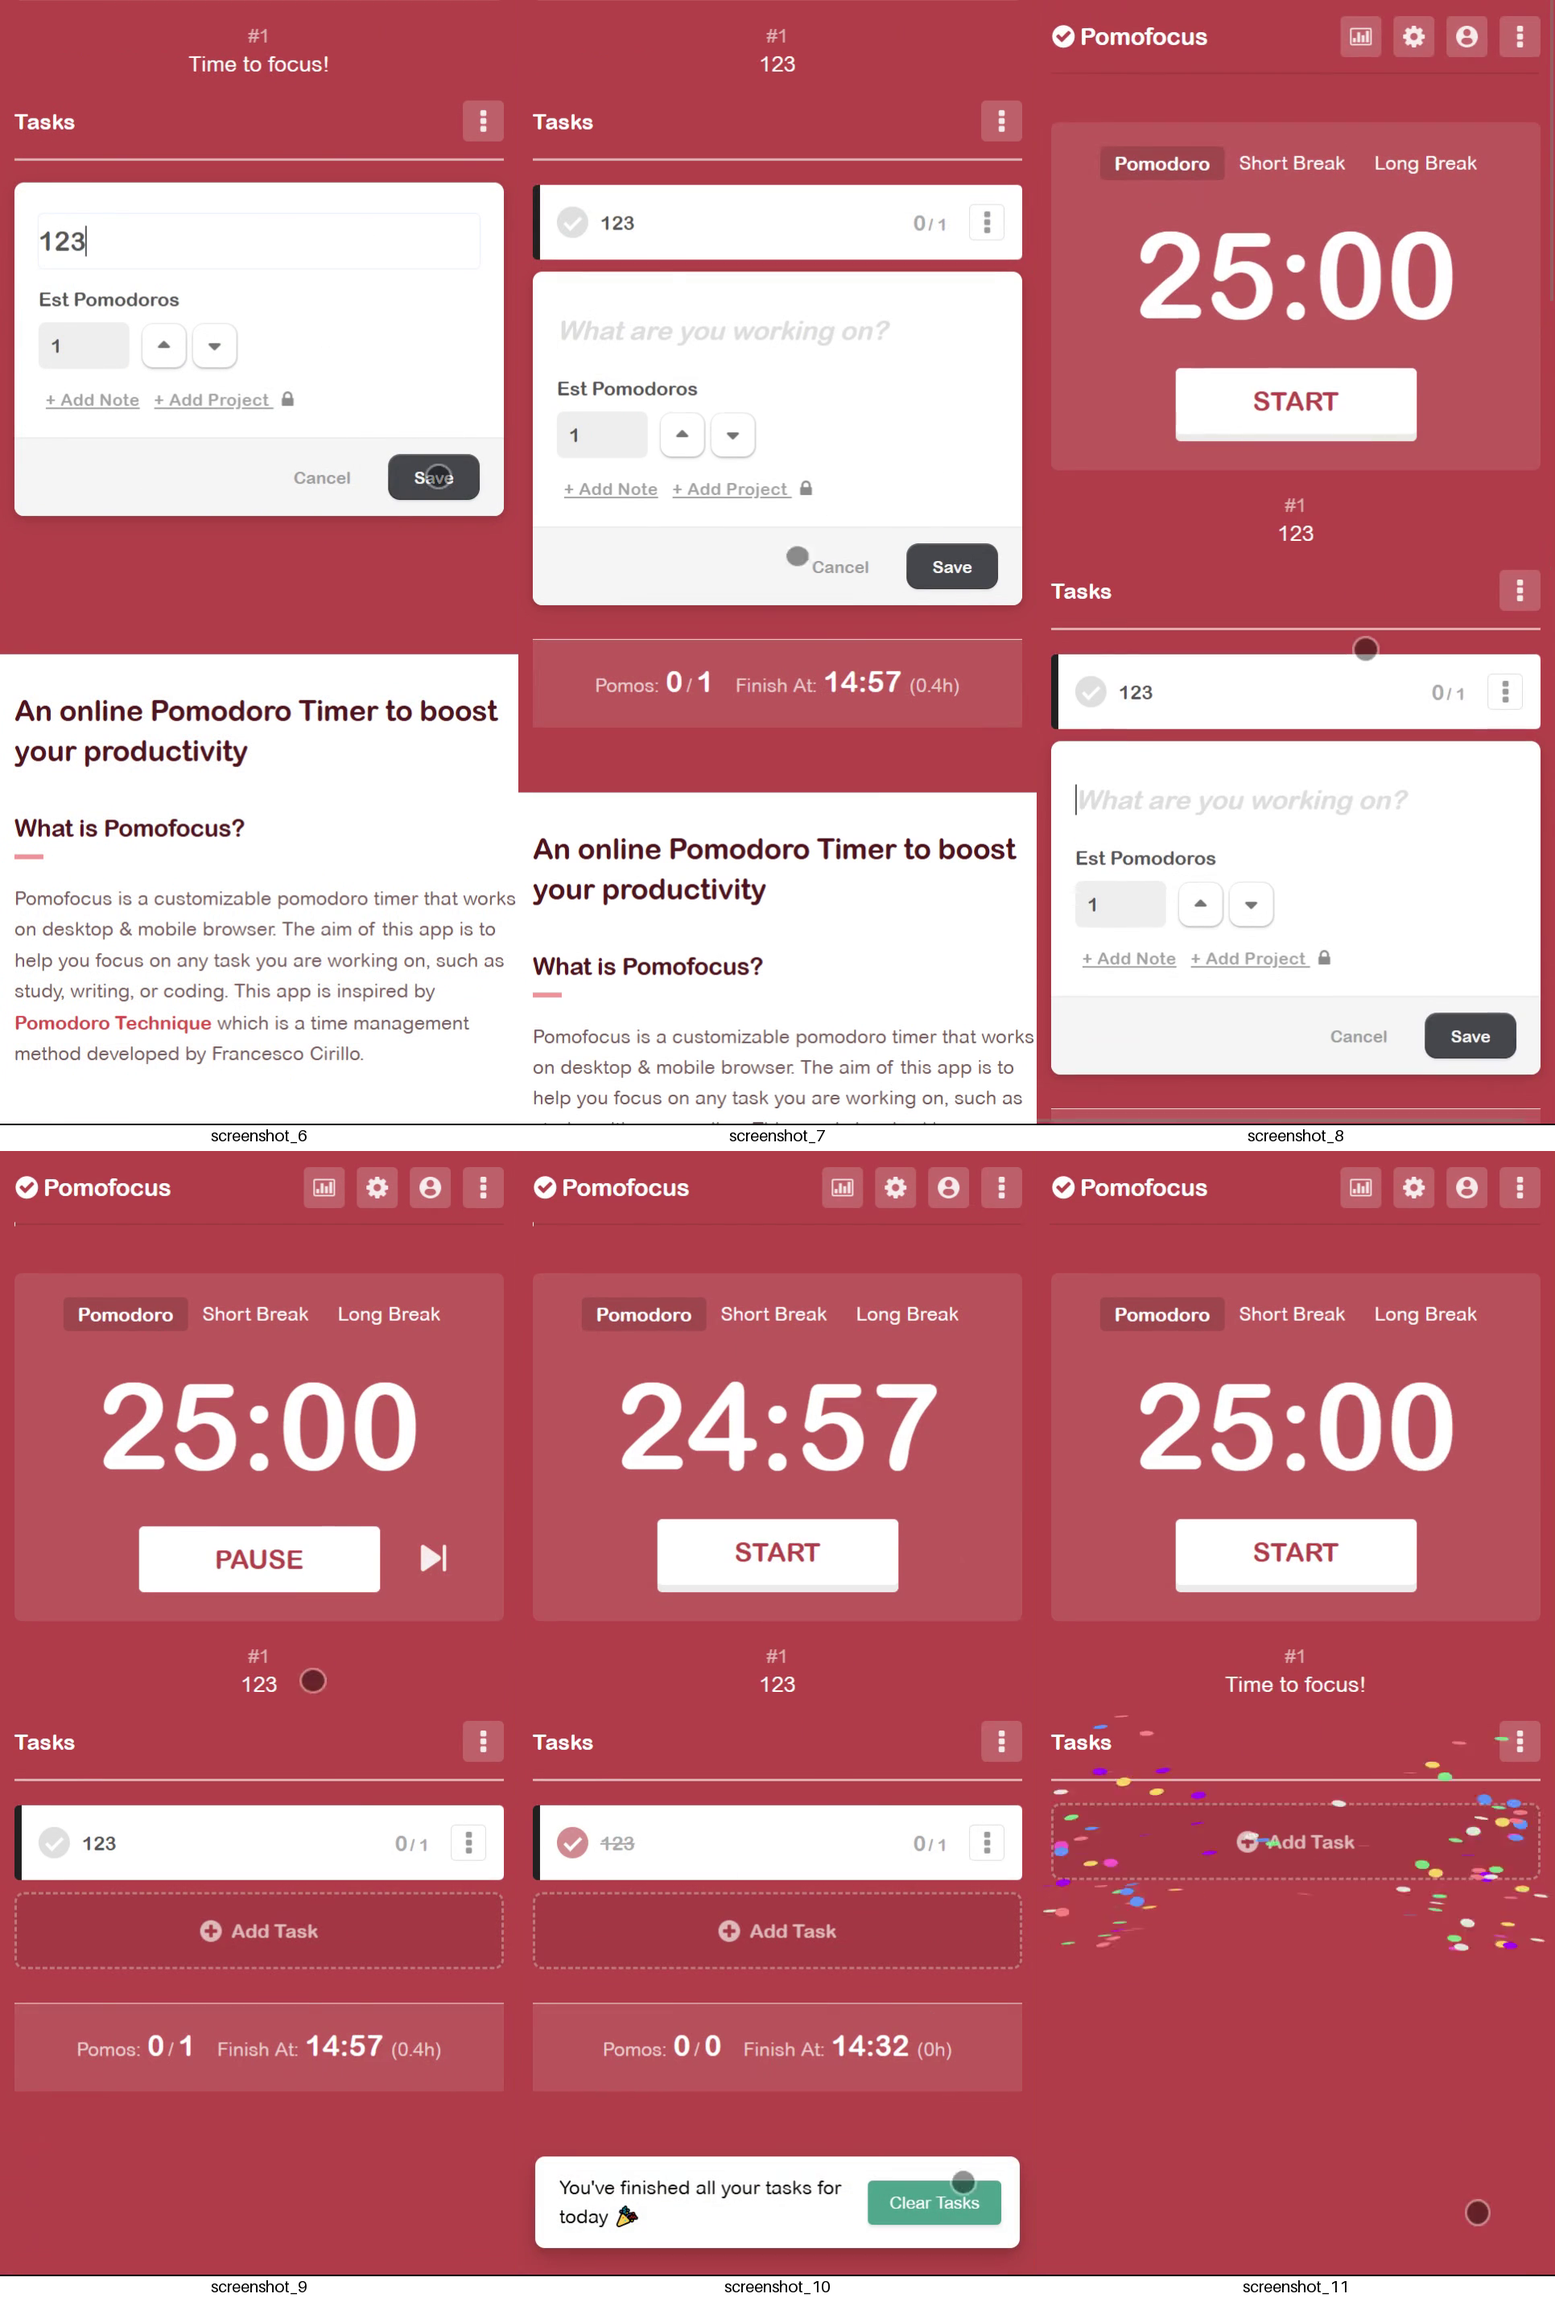 #1
Time to focus!
Tasks
123
Est Pomodoros
1
+ Add Note + Add Project
Cancel Save
An online Pomodoro Timer to boost
your productivity
What is Pomofocus?
Pomofocus is a customizable pomodoro timer that works
on desktop & mobile browser. The aim of this app is to
help you focus on any task you are working on, such as
study, writing, or coding. This app is inspired by
Pomodoro Technique which is a time management
method developed by Francesco Cirillo.
screenshot_6
#1
123
Tasks
123 0/1
What are you working on?
Est Pomodoros
1
+ Add Note + Add Project
Cancel Save
Pomos: 0/1 Finish At: 14:57 (0.4h)
An online Pomodoro Timer to boost
your productivity
What is Pomofocus?
Pomofocus is a customizable pomodoro timer that works
on desktop & mobile browser. The aim of this app is to
help you focus on any task you are working on, such as
screenshot_7
Pomofocus
Pomodoro Short Break Long Break
25:00
START
#1
123
Tasks
123 0/1
What are you working on?
Est Pomodoros
1
+ Add Note + Add Project
Cancel Save
screenshot_8
Pomofocus
Pomodoro Short Break Long Break
25:00
PAUSE
#1
123
Tasks
123 0/1
Add Task
Pomos: 0/1 Finish At: 14:57 (0.4h)
screenshot_9
Pomofocus
Pomodoro Short Break Long Break
24:57
START
#1
123
Tasks
123 0/1
Add Task
Pomos: 0/0 Finish At: 14:32 (0h)
You've finished all your tasks for
today
Clear Tasks
screenshot_10
Pomofocus
Pomodoro Short Break Long Break
25:00
START
#1
Time to focus!
Tasks
Add Task
screenshot_11